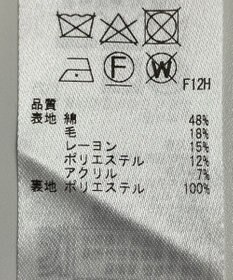 F12H
品質
表地 綿 48%
毛 18%
レーヨン 15%
ポリエステル 12%
アクリル 7%
裏地 ポリエステル 100%